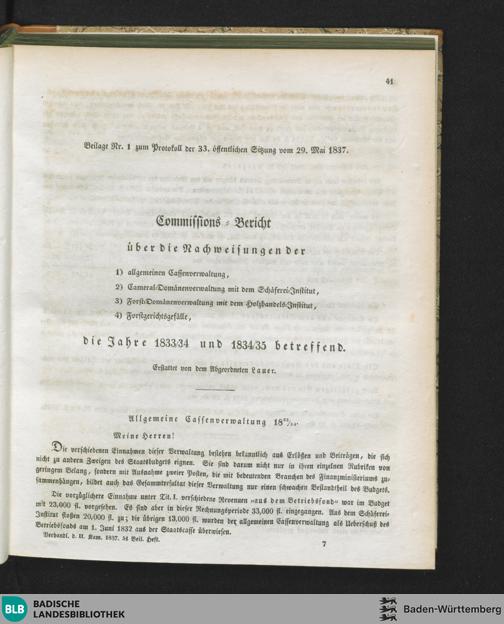 41
Beilage Nr. 1 zum Protokoll der 33. öffentlichen Sitzung vom 29. Mai 1837.
Commissions-Bericht
über die Nachweisungen der
1) allgemeinen Cassenverwaltung,
2) Cameral-Domänenverwaltung mit dem Schäferei-Institut,
3) Forst-Domänenverwaltung mit dem Holzhandels-Institut,
4) Forstgerichtsgefälle,
die Jahre 1833/34 und 1834/35 betreffend.
Erstattet von dem Abgeordneten Lauer.
Allgemeine Cassenverwaltung
Meine Herren!
Die verschiedenen Einnahmen dieser Verwaltung bestehen bekanntlich aus Erlösten und Beiträgen, die sich
nicht zu andern Zweigen des Staatsbudgets eignen. Sie sind darum nicht nur in ihren einzelnen Rubriken von
geringem Belang, sondern mit Ausnahme zweier Posten, die mit bedeutenden Branchen des Finanzministeriums zu-
sammenhängen, bildet auch das Gesammtresultat dieser Verwaltung nur einen schwachen Bestandtheil des Budgets.
Die vorzüglichere Einnahme unter Tit. I. verschiedene Revenuen »aus dem Betriebsfond« war im Budget
mit 23,000 fl. vorgesehen. Es sind aber in dieser Rechnungsperiode 33,000 fl. eingegangen. Aus dem Schäferei-
Institut flossen 20,000 fl. zu; die übrigen 13,000 fl. wurden der allgemeinen Cassenverwaltung als Ueberschuß des
Betriebsfonds am 1. Juni 1832 aus der Staatscasse überwiesen.
Verhandl. d. II. Kam. 1837. 5s Beil. Heft.
7
BLB BADISCHE
LANDESBIBLIOTHEK
Baden-Württemberg